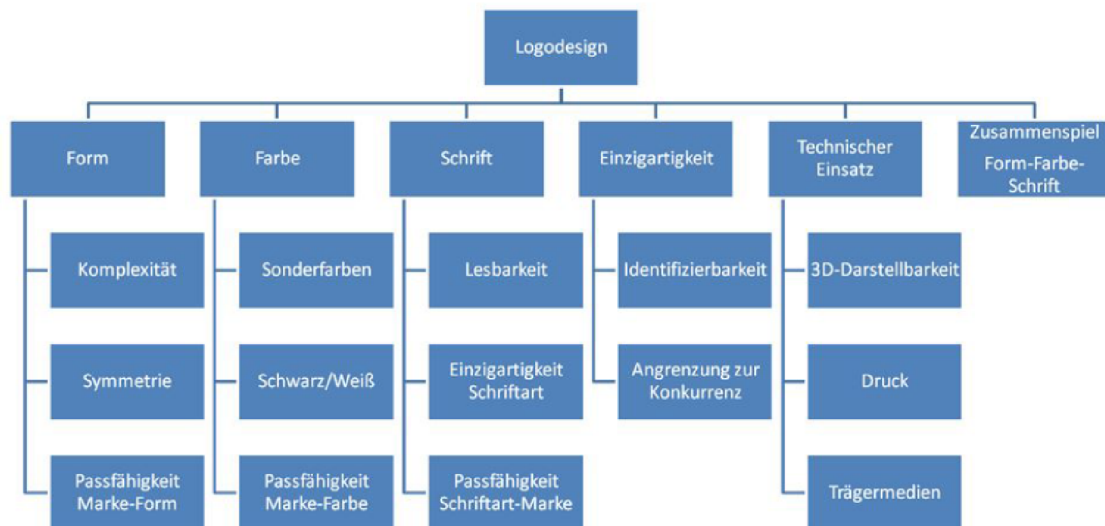 Logodesign
Form
Farbe
Schrift
Einzigartigkeit
Technischer
Einsatz
Zusammenspiel
Form-Farbe-
Schrift
Komplexität
Sonderfarben
Lesbarkeit
Identifizierbarkeit
3D-Darstellbarkeit
Symmetrie
Schwarz/Weiß
Einzigartigkeit
Schriftart
Angrenzung zur
Konkurrenz
Druck
Passfähigkeit
Marke-Form
Passfähigkeit
Marke-Farbe
Passfähigkeit
Schriftart-Marke
Trägermedien